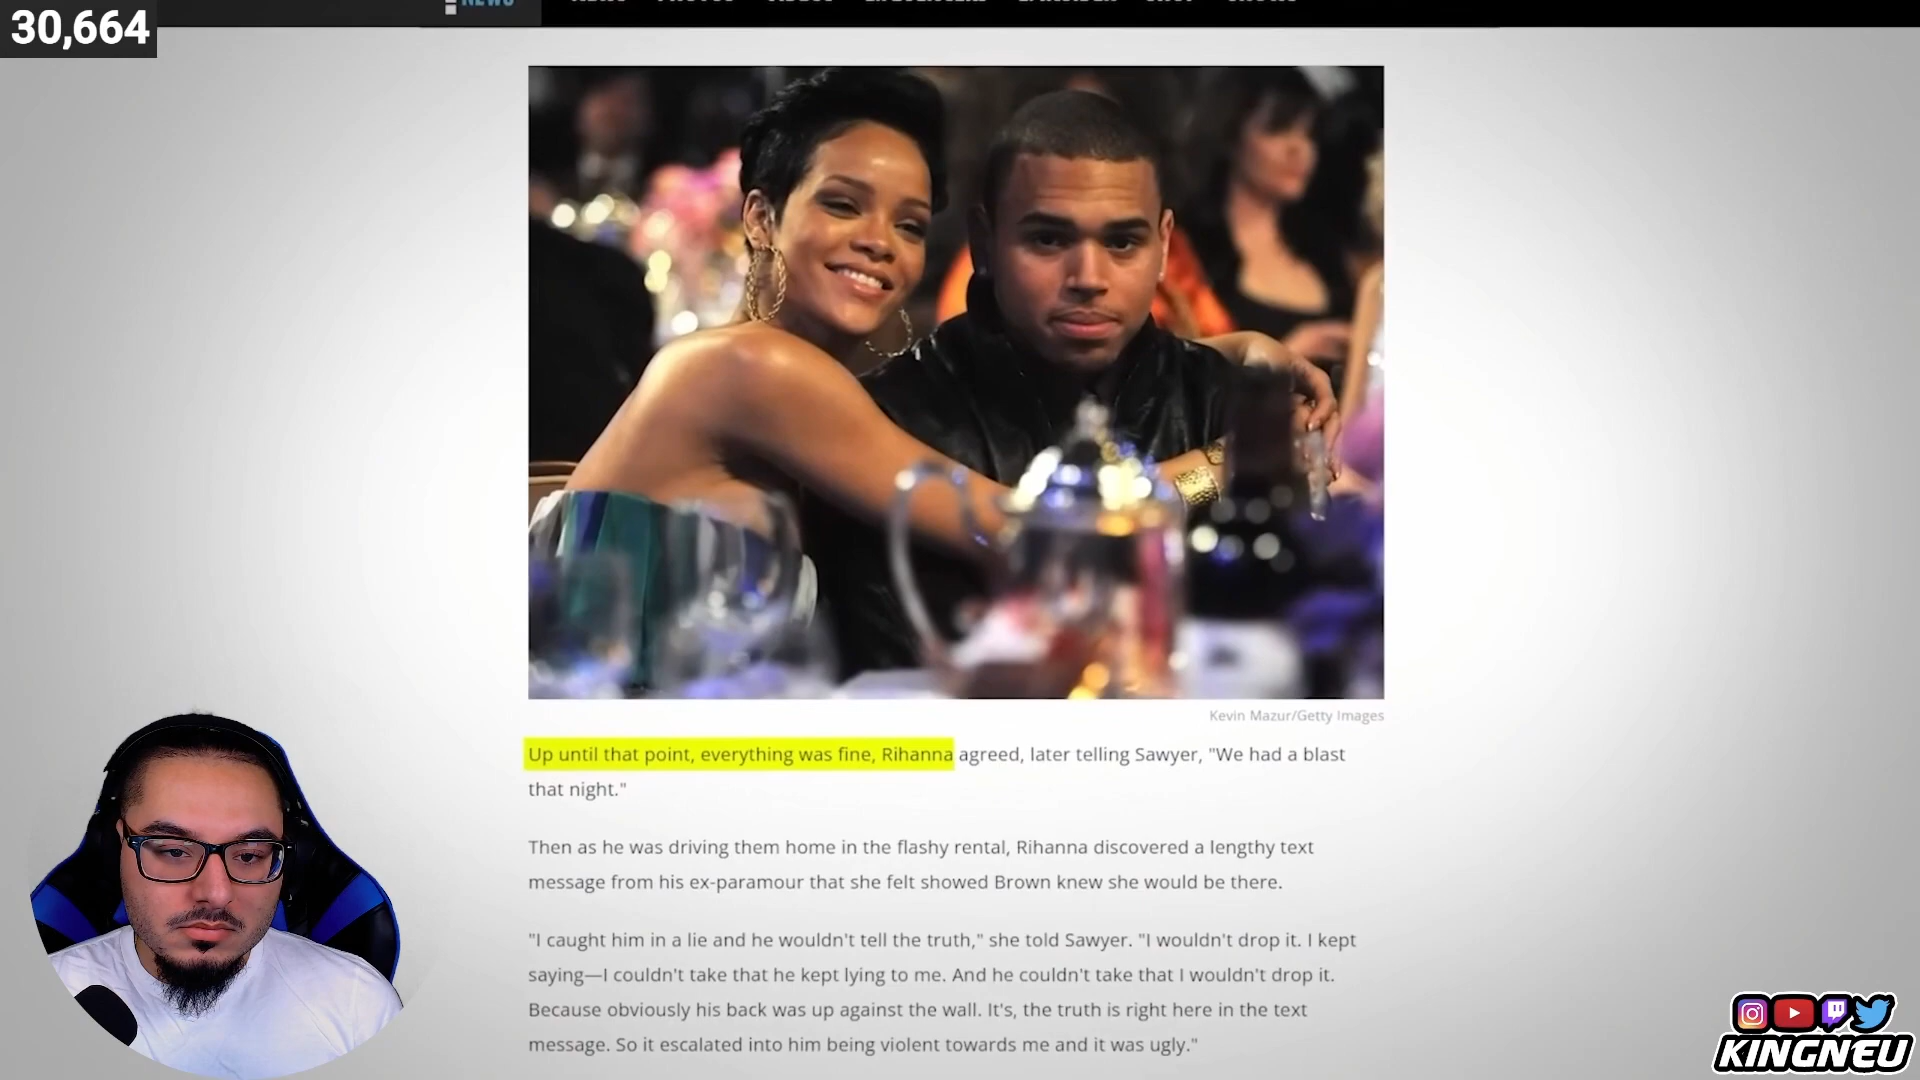 30,664
NEWS
Kevin Mazur/Getty Images
Up until that point, everything was fine, Rihanna agreed, later telling Sawyer, "We had a blast
that night."
Then as he was driving them home in the flashy rental, Rihanna discovered a lengthy text
message from his ex-paramour that she felt showed Brown knew she would be there.
"I caught him in a lie and he wouldn't tell the truth," she told Sawyer. "I wouldn't drop it. I kept
saying—I couldn't take that he kept lying to me. And he couldn't take that I wouldn't drop it.
Because obviously his back was up against the wall. It's, the truth is right here in the text
message. So it escalated into him being violent towards me and it was ugly."
KINGNEU